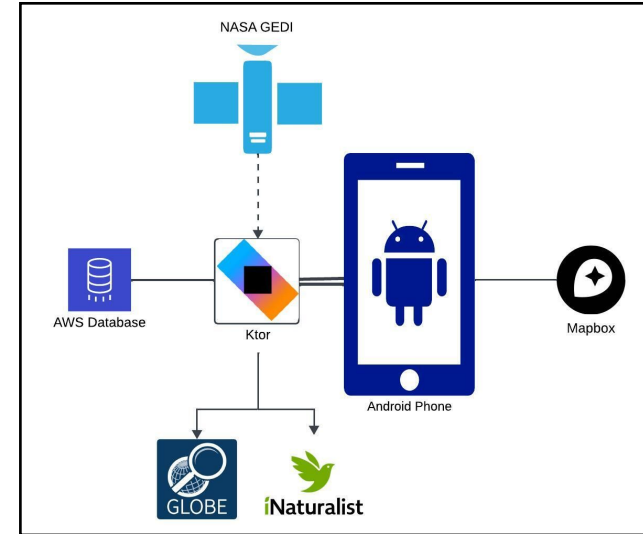 NASA GEDI
AWS Database
Ktor
Android Phone
Mapbox
GLOBE
iNaturalist